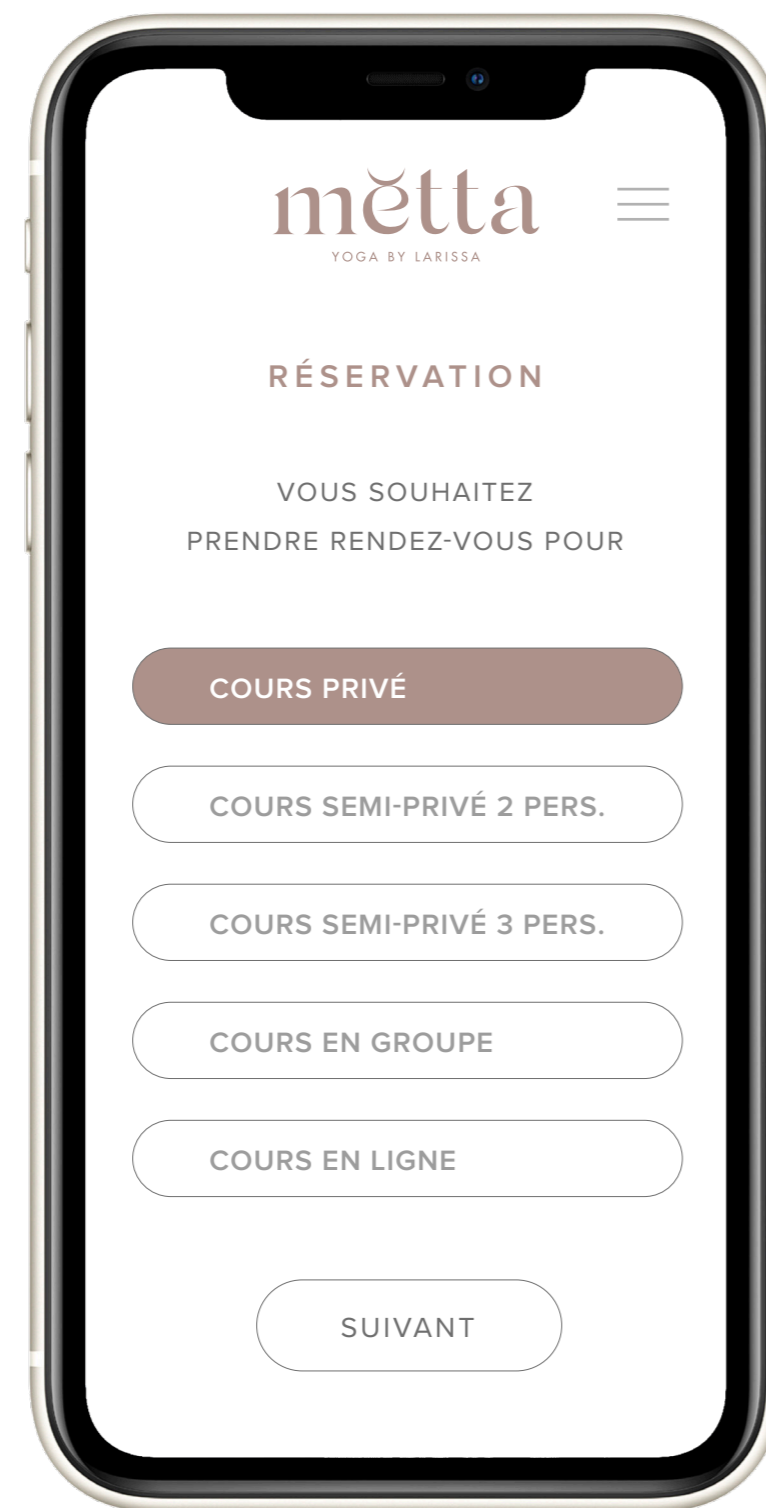 mĕtta
YOGA BY LARISSA
RÉSERVATION
VOUS SOUHAITEZ
PRENDRE RENDEZ-VOUS POUR
COURS PRIVÉ
COURS SEMI-PRIVÉ 2 PERS.
COURS SEMI-PRIVÉ 3 PERS.
COURS EN GROUPE
COURS EN LIGNE
SUIVANT